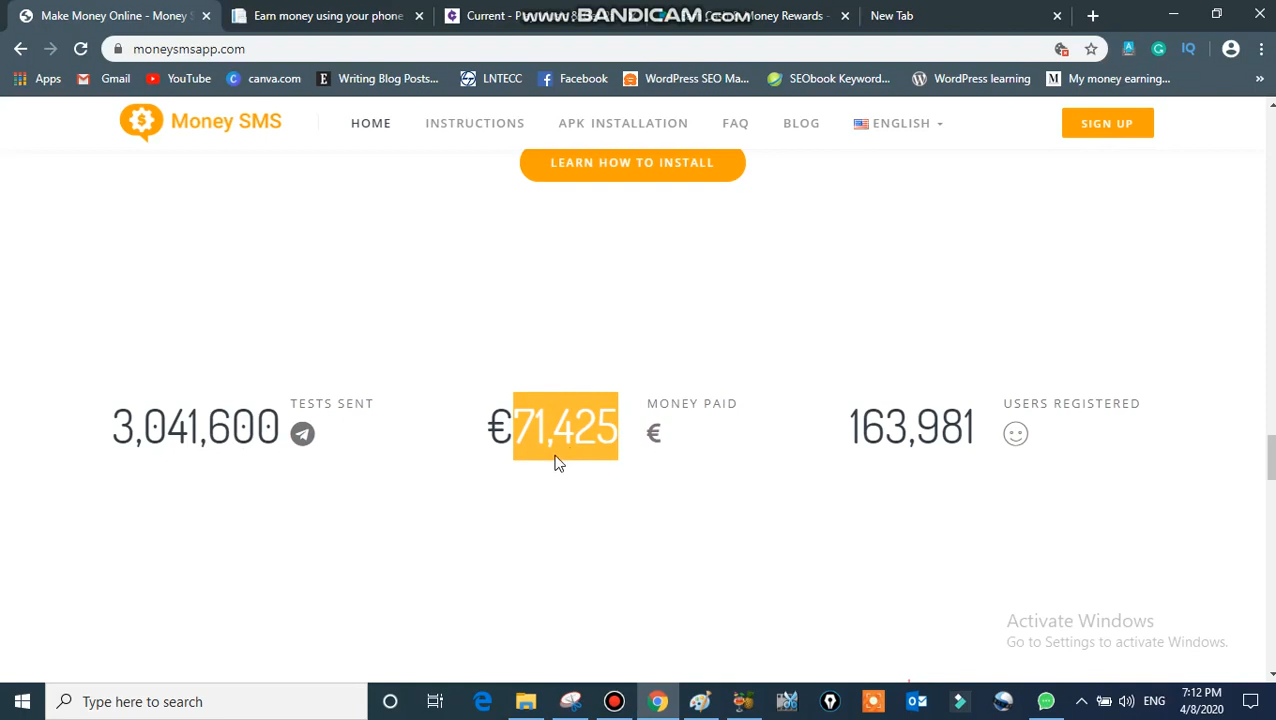 Make Money Online - Money S
Earn money using your phone
Current - P
Money Rewards -
New Tab
www.BANDICAM.com
moneysmsapp.com
IQ
Apps
Gmail
YouTube
canva.com
Writing Blog Posts...
LNTECC
Facebook
WordPress SEO Ma...
SEObook Keyword...
WordPress learning
My money earning...
Money SMS
HOME
INSTRUCTIONS
APK INSTALLATION
FAQ
BLOG
ENGLISH
SIGN UP
LEARN HOW TO INSTALL
3,041,600
TESTS SENT
€71,425
MONEY PAID
€
163,981
USERS REGISTERED
Activate Windows
Go to Settings to activate Windows.
Type here to search
ENG
7:12 PM
4/8/2020